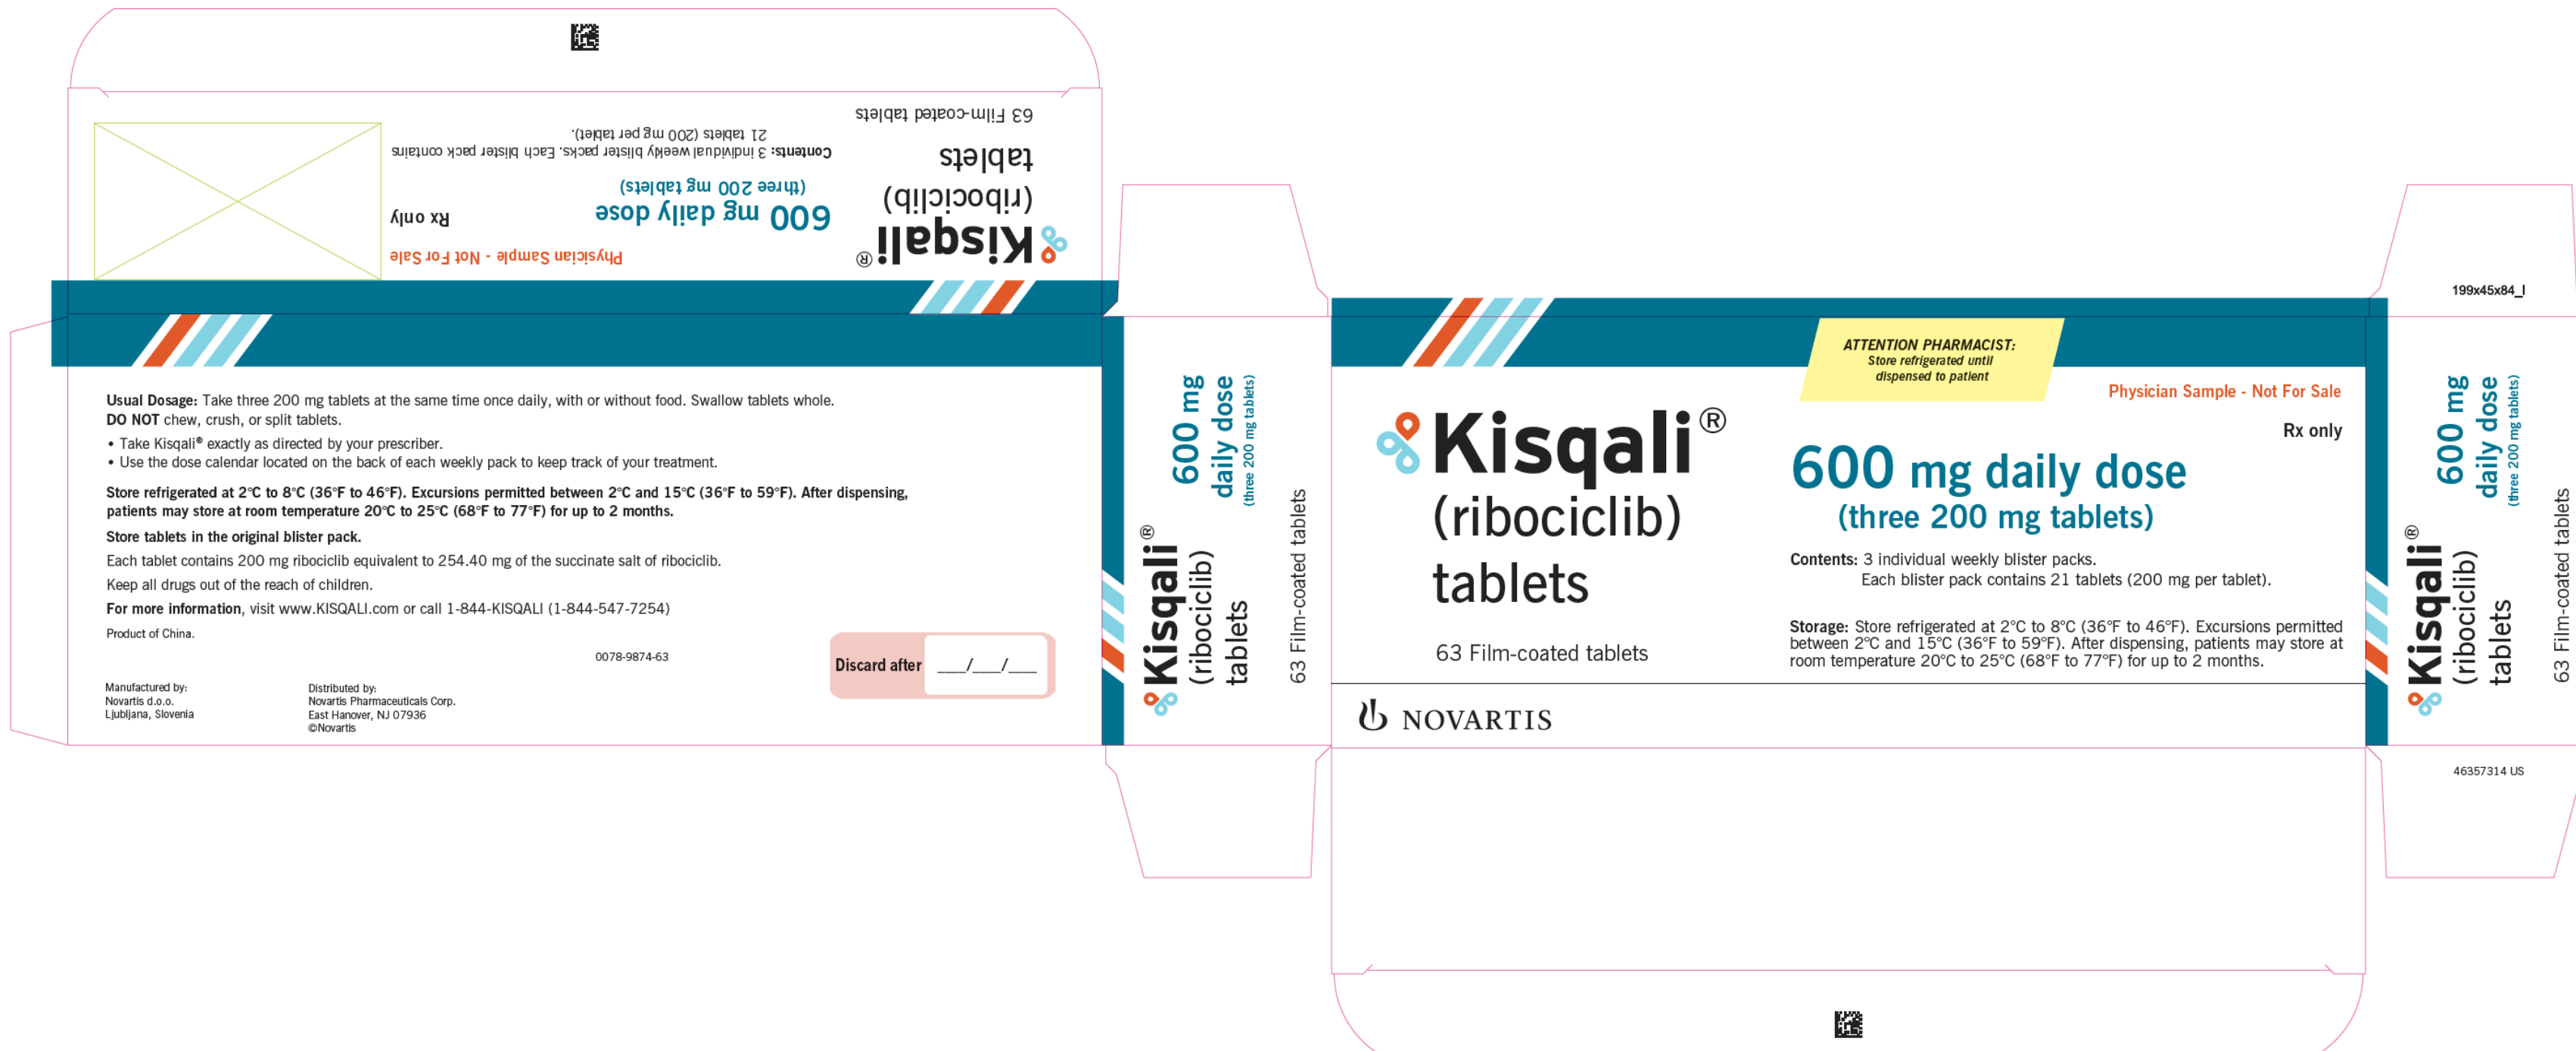 63 Film-coated tablets
Kisqali®
(ribociclib)
tablets
Physician Sample - Not For Sale
Rx only
600 mg daily dose
(three 200 mg tablets)
Contents: 3 individual weekly blister packs. Each blister pack contains
21 tablets (200 mg per tablet).
Usual Dosage: Take three 200 mg tablets at the same time once daily, with or without food. Swallow tablets whole.
DO NOT chew, crush, or split tablets.
• Take Kisqali® exactly as directed by your prescriber.
• Use the dose calendar located on the back of each weekly pack to keep track of your treatment.
Store refrigerated at 2°C to 8°C (36°F to 46°F). Excursions permitted between 2°C and 15°C (36°F to 59°F). After dispensing,
patients may store at room temperature 20°C to 25°C (68°F to 77°F) for up to 2 months.
Store tablets in the original blister pack.
Each tablet contains 200 mg ribociclib equivalent to 254.40 mg of the succinate salt of ribociclib.
Keep all drugs out of the reach of children.
For more information, visit www.KISQALI.com or call 1-844-KISQALI (1-844-547-7254)
Product of China.
0078-9874-63
Discard after ___/___/___
Manufactured by:
Novartis d.o.o.
Ljubljana, Slovenia
Distributed by:
Novartis Pharmaceuticals Corp.
East Hanover, NJ 07936
©Novartis
Kisqali®
(ribociclib)
tablets
600 mg
daily dose
(three 200 mg tablets)
63 Film-coated tablets
ATTENTION PHARMACIST:
Store refrigerated until
dispensed to patient
Physician Sample - Not For Sale
Rx only
Kisqali®
(ribociclib)
tablets
63 Film-coated tablets
600 mg daily dose
(three 200 mg tablets)
Contents: 3 individual weekly blister packs.
Each blister pack contains 21 tablets (200 mg per tablet).
Storage: Store refrigerated at 2°C to 8°C (36°F to 46°F). Excursions permitted
between 2°C and 15°C (36°F to 59°F). After dispensing, patients may store at
room temperature 20°C to 25°C (68°F to 77°F) for up to 2 months.
NOVARTIS
199x45x84_I
Kisqali®
(ribociclib)
tablets
600 mg
daily dose
(three 200 mg tablets)
63 Film-coated tablets
46357314 US